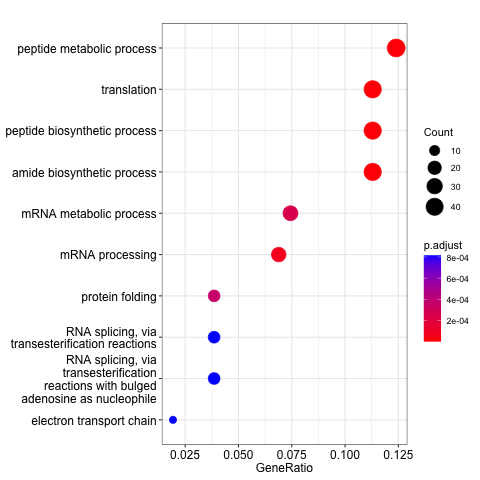 peptide metabolic process
translation
peptide biosynthetic process
amide biosynthetic process
mRNA metabolic process
mRNA processing
protein folding
RNA splicing, via
transesterification reactions
RNA splicing, via
transesterification
reactions with bulged
adenosine as nucleophile
electron transport chain
0.025 0.050 0.075 0.100 0.125
GeneRatio
Count
10
20
30
40
p.adjust
8e-04
6e-04
4e-04
2e-04